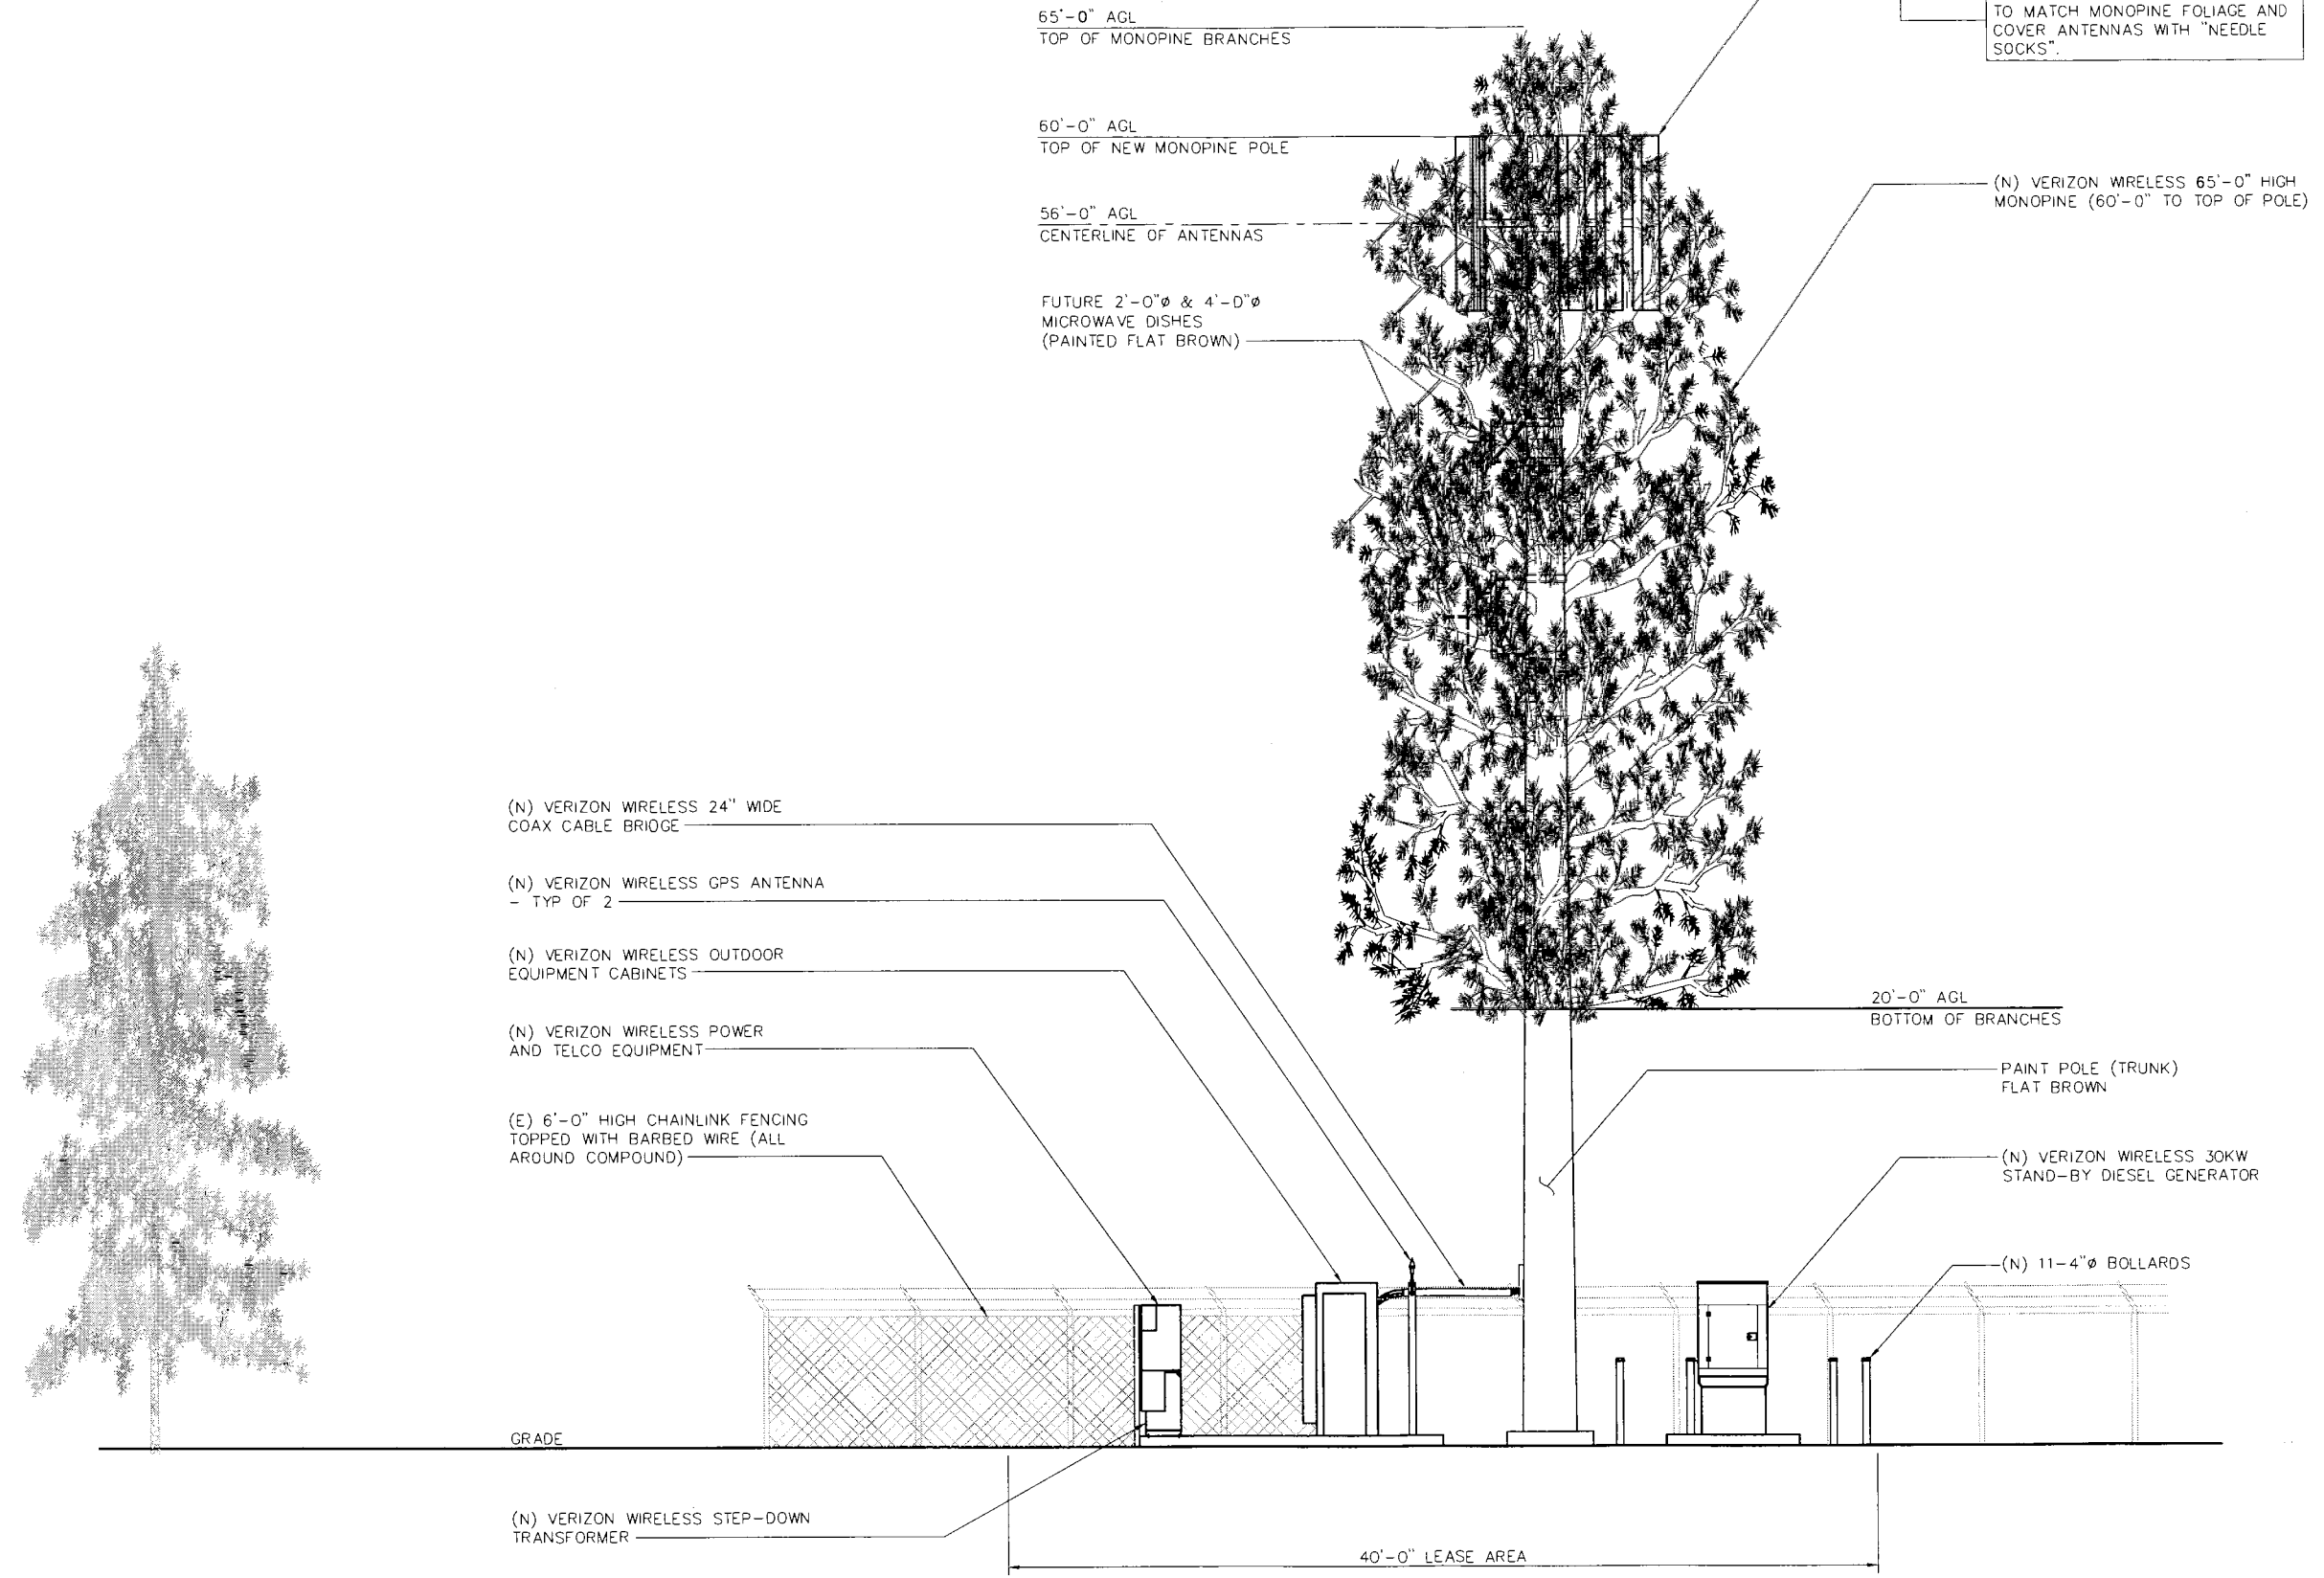 65'-0" AGL
TOP OF MONOPINE BRANCHES
TO MATCH MONOPINE FOLIAGE AND
COVER ANTENNAS WITH "NEEDLE
SOCKS".
60'-0" AGL
TOP OF NEW MONOPINE POLE
(N) VERIZON WIRELESS 65'-0" HIGH
MONOPINE (60'-0" TO TOP OF POLE)
56'-0" AGL
CENTERLINE OF ANTENNAS
FUTURE 2'-0"ø & 4'-0"ø
MICROWAVE DISHES
(PAINTED FLAT BROWN)
(N) VERIZON WIRELESS 24" WIDE
COAX CABLE BRIDGE
(N) VERIZON WIRELESS GPS ANTENNA
- TYP OF 2
(N) VERIZON WIRELESS OUTDOOR
EQUIPMENT CABINETS
(N) VERIZON WIRELESS POWER
AND TELCO EQUIPMENT
(E) 6'-0" HIGH CHAINLINK FENCING
TOPPED WITH BARBED WIRE (ALL
AROUND COMPOUND)
20'-0" AGL
BOTTOM OF BRANCHES
PAINT POLE (TRUNK)
FLAT BROWN
(N) VERIZON WIRELESS 30KW
STAND-BY DIESEL GENERATOR
(N) 11-4"ø BOLLARDS
GRADE
(N) VERIZON WIRELESS STEP-DOWN
TRANSFORMER
40'-0" LEASE AREA